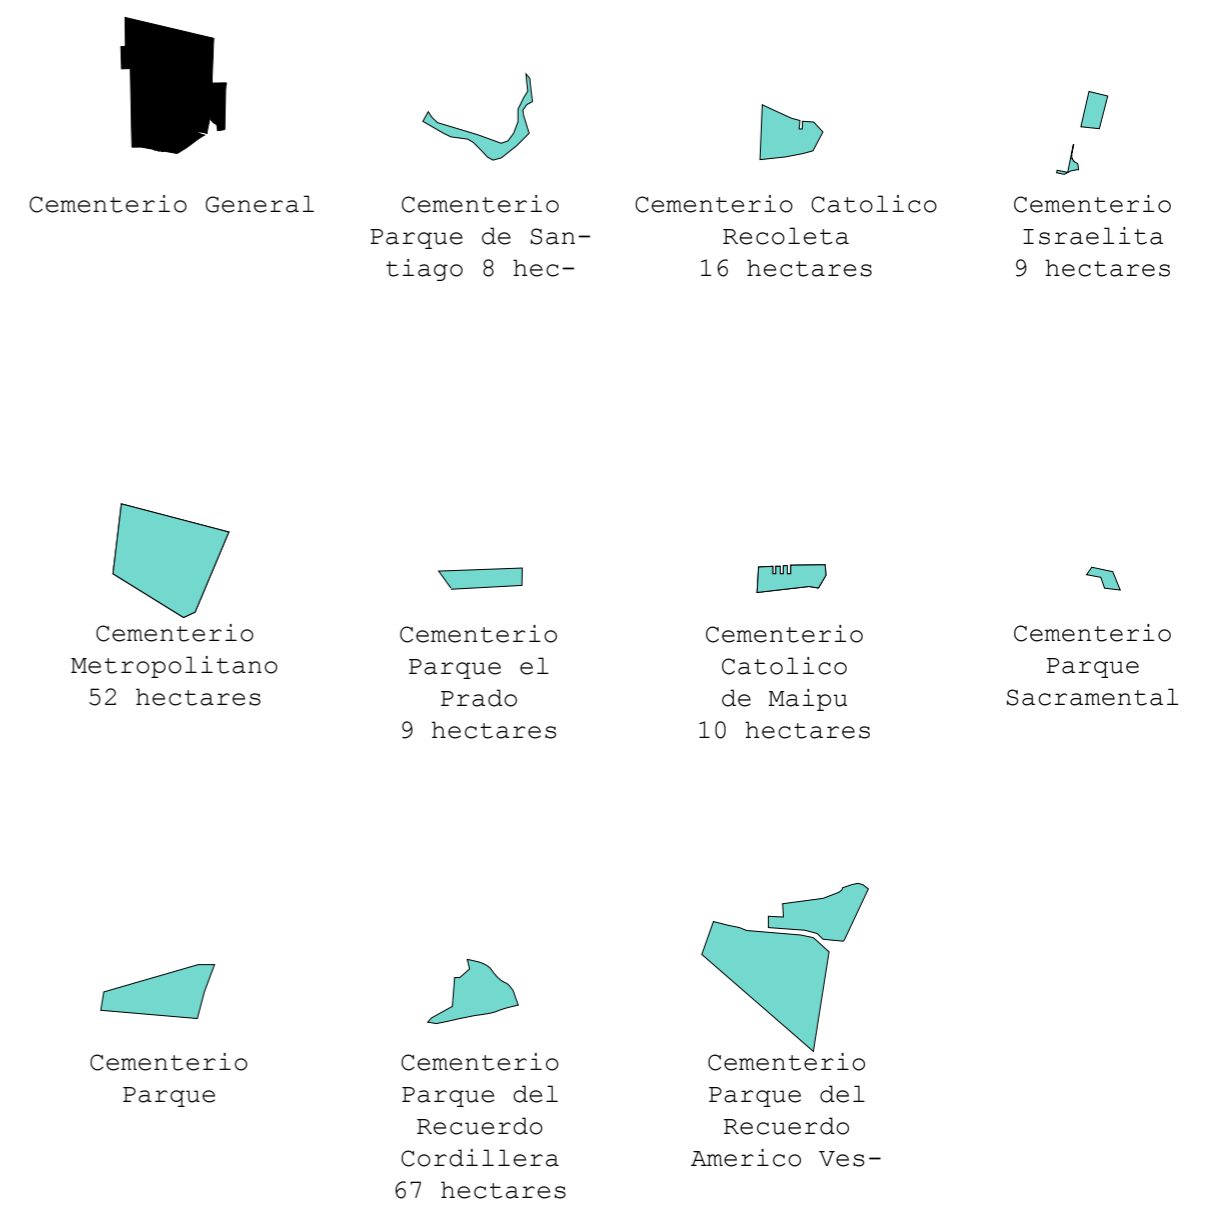 Cementerio General
Cementerio
Parque de San-
tiago 8 hec-
Cementerio Catolico
Recoleta
16 hectares
Cementerio
Israelita
9 hectares
Cementerio
Metropolitano
52 hectares
Cementerio
Parque el
Prado
9 hectares
Cementerio
Catolico
de Maipu
10 hectares
Cementerio
Parque
Sacramental
Cementerio
Parque
Cementerio
Parque del
Recuerdo
Cordillera
67 hectares
Cementerio
Parque del
Recuerdo
Americo Ves-